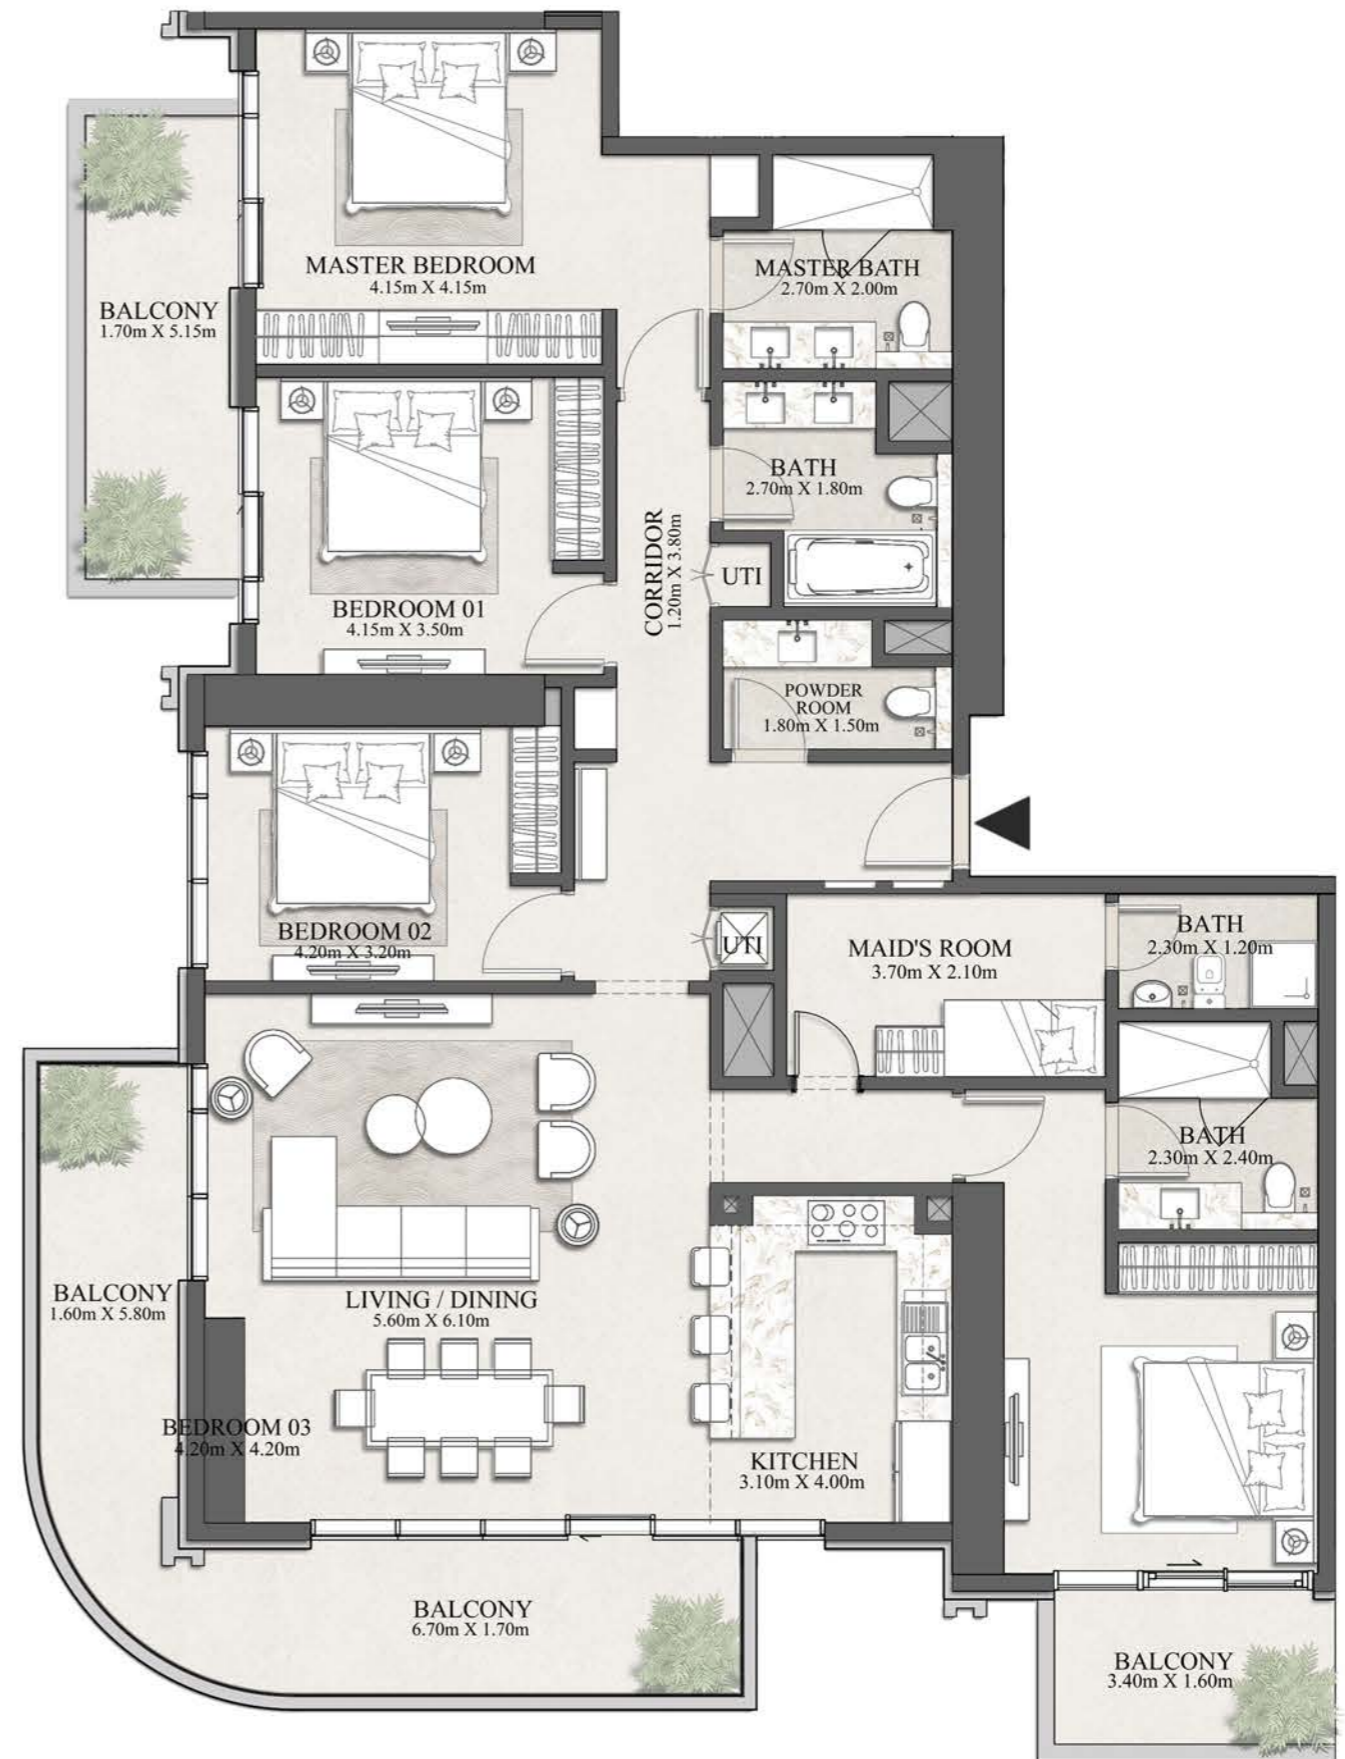 MASTER BEDROOM
4.15m X 4.15m
MASTER BATH
2.70m X 2.00m
BALCONY
1.70m X 5.15m
BATH
2.70m X 1.80m
CORRIDOR
1.20m X 3.80m
UTI
BEDROOM 01
4.15m X 3.50m
POWDER
ROOM
1.80m X 1.50m
BEDROOM 02
4.20m X 3.20m
UTI
MAID'S ROOM
3.70m X 2.10m
BATH
2.30m X 1.20m
BATH
2.30m X 2.40m
BALCONY
1.60m X 5.80m
LIVING / DINING
5.60m X 6.10m
BEDROOM 03
4.20m X 4.20m
KITCHEN
3.10m X 4.00m
BALCONY
6.70m X 1.70m
BALCONY
3.40m X 1.60m